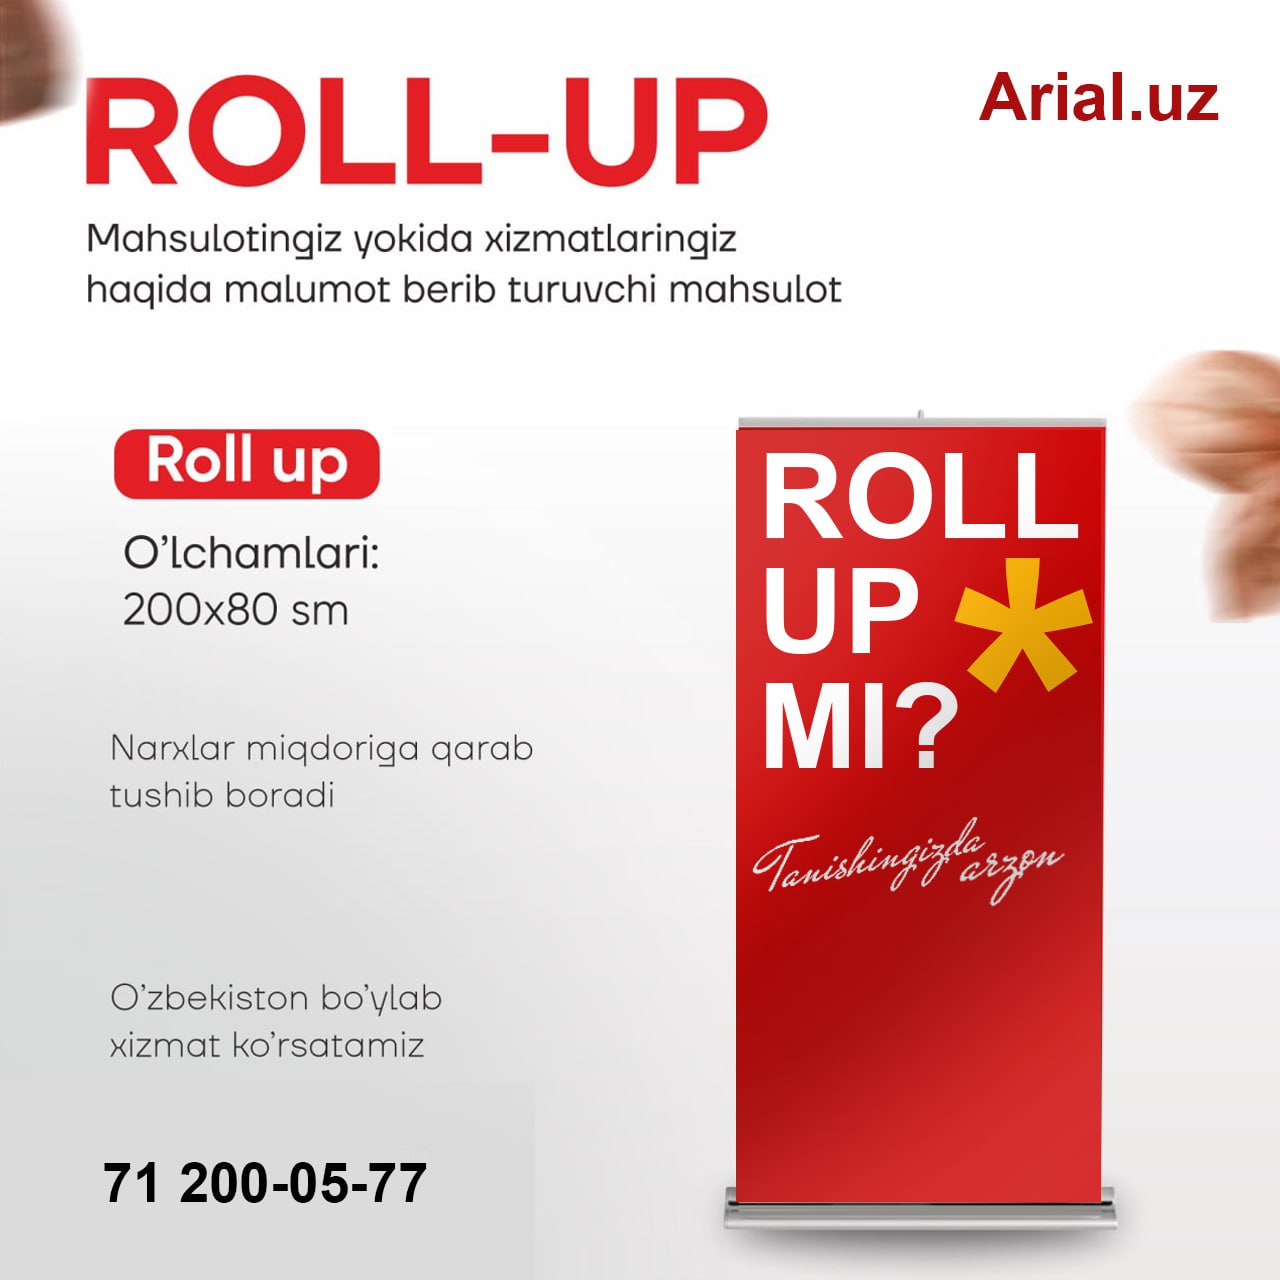 ROLL-UP
Arial.uz
Mahsulotingiz yokida xizmatlaringiz
haqida malumot berib turuvchi mahsulot
Roll up
O’lchamlari:
200x80 sm
Narxlar miqdoriga qarab
tushib boradi
O’zbekiston bo’ylab
xizmat ko’rsatamiz
71 200-05-77
ROLL
UP
MI?
Tanishingizda
arzon